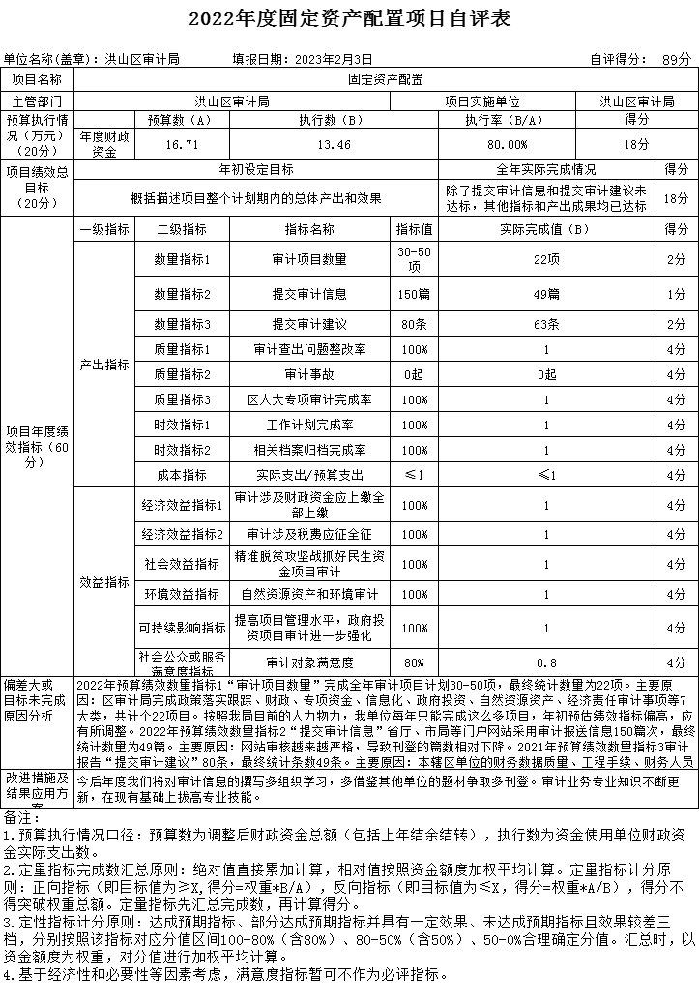 2022年度固定资产配置项目自评表
单位名称(盖章)：洪山区审计局 填报日期：2023年2月3日 自评得分： 89分
项目名称 固定资产配置
主管部门 洪山区审计局 项目实施单位 洪山区审计局
预算执行情况（万元）（20分） 预算数（A） 执行数（B） 执行率（B/A） 得分
年度财政资金 16.71 13.46 80.00% 18分
项目绩效总目标（20分） 年初设定目标 全年实际完成情况 得分
概括描述项目整个计划期内的总体产出和效果 除了提交审计信息和提交审计建议未达标，其他指标和产出成果均已达标 18分
项目年度绩效指标（60分） 一级指标 二级指标 指标名称 指标值 实际完成值（B） 得分
产出指标 数量指标1 审计项目数量 30-50项 22项 2分
数量指标2 提交审计信息 150篇 49篇 1分
数量指标3 提交审计建议 80条 63条 2分
质量指标1 审计查出问题整改率 100% 1 4分
质量指标2 审计事故 0起 0起 4分
质量指标3 区人大专项审计完成率 100% 1 4分
时效指标1 工作计划完成率 100% 1 4分
时效指标2 相关档案归档完成率 100% 1 4分
成本指标 实际支出/预算支出 ≤1 ≤1 4分
效益指标 经济效益指标1 审计涉及财政资金应上缴全部上缴 100% 1 4分
经济效益指标2 审计涉及税费应征全征 100% 1 4分
社会效益指标 精准脱贫攻坚战抓好民生资金项目审计 100% 1 4分
环境效益指标 自然资源资产和环境审计 100% 1 4分
可持续影响指标 提高项目管理水平，政府投资项目审计进一步强化 100% 1 4分
社会公众或服务满意度指标 审计对象满意度 80% 0.8 4分
偏差大或目标未完成原因分析
2022年预算绩效数量指标1“审计项目数量”完成全年审计项目计划30-50项，最终统计数量为22项。主要原
因：区审计局完成政策落实跟踪、财政、专项资金、信息化、政府投资、自然资源资产、经济责任审计事项等7
大类，共计个22项目。按照我局目前的人力物力，我单位每年只能完成这么多项目，年初预估绩效指标偏高，应
有所调整。2022年预算绩效数量指标2“提交审计信息”省厅、市局等门户网站采用审计报送信息150篇次，最终
统计数量为49篇。主要原因：网站审核越来越严格，导致刊登的篇数相对下降。2021年预算绩效数量指标3审计
报告“提交审计建议”80条，最终统计条数49条。主要原因：本辖区单位的财务数据质量、工程手续、财务人员
改进措施及结果应用方案
今后年度我们将对审计信息的撰写多组织学习，多借鉴其他单位的题材争取多刊登。审计业务专业知识不断更
新，在现有基础上拔高专业技能。
备注：
1.预算执行情况口径：预算数为调整后财政资金总额（包括上年结余结转），执行数为资金使用单位财政资
金实际支出数。
2.定量指标完成数汇总原则：绝对值直接累加计算，相对值按照资金额度加权平均计算。定量指标计分原
则：正向指标（即目标值为≥X,得分=权重*B/A），反向指标（即目标值为≤X，得分=权重*A/B），得分不
得突破权重总额。定量指标先汇总完成数，再计算得分。
3.定性指标计分原则：达成预期指标、部分达成预期指标并具有一定效果、未达成预期指标且效果较差三
档，分别按照该指标对应分值区间100-80%（含80%）、80-50%（含50%）、50-0%合理确定分值。汇总时，以
资金额度为权重，对分值进行加权平均计算。
4.基于经济性和必要性等因素考虑，满意度指标暂可不作为必评指标。